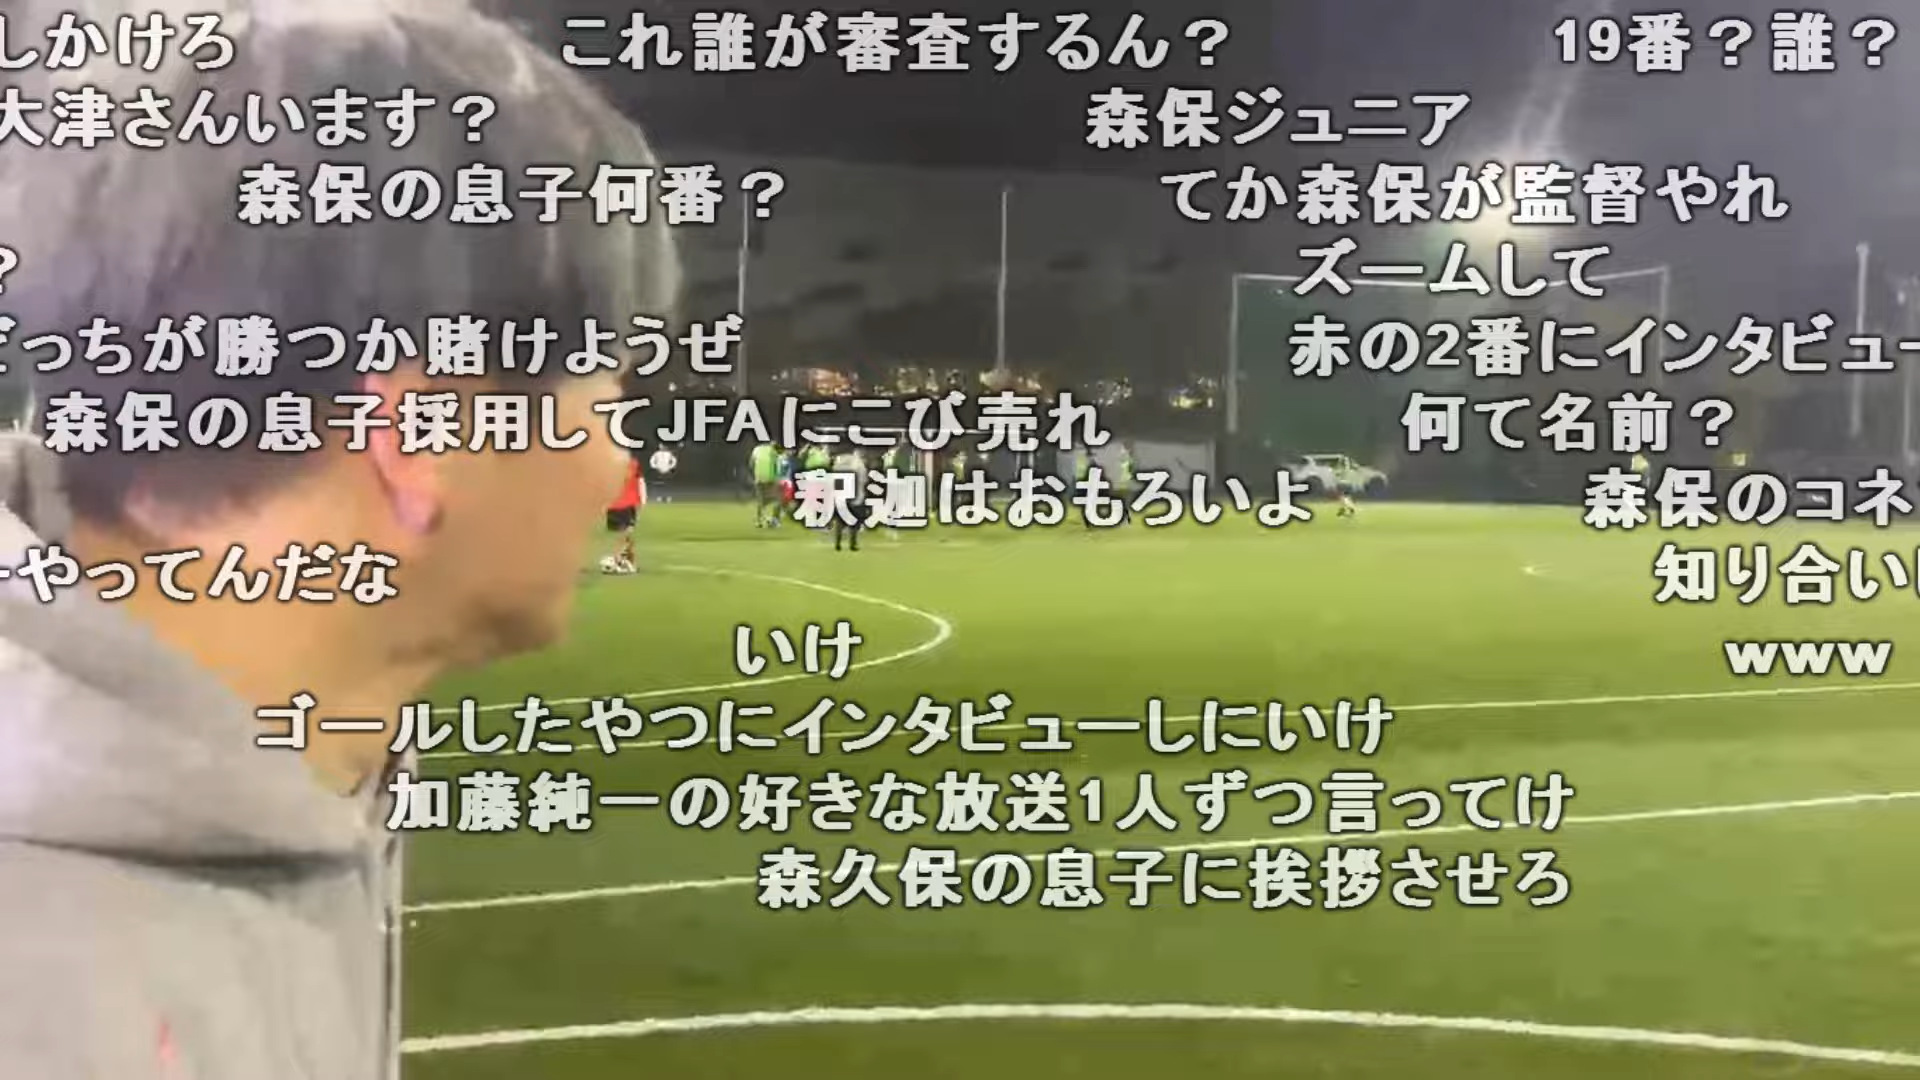 しかけろ
これ誰が審査するん？
19番？誰？
大津さんいます？
森保ジュニア
森保の息子何番？
てか森保が監督やれ
？
ズームして
どっちが勝つか賭けようぜ
赤の2番にインタビュー
森保の息子採用してJFAにこび売れ
何て名前？
釈迦はおもろいよ
森保のコネ
ーやってんだな
知り合い
いけ
www
ゴールしたやつにインタビューしにいけ
加藤純一の好きな放送1人ずつ言ってけ
森久保の息子に挨拶させろ